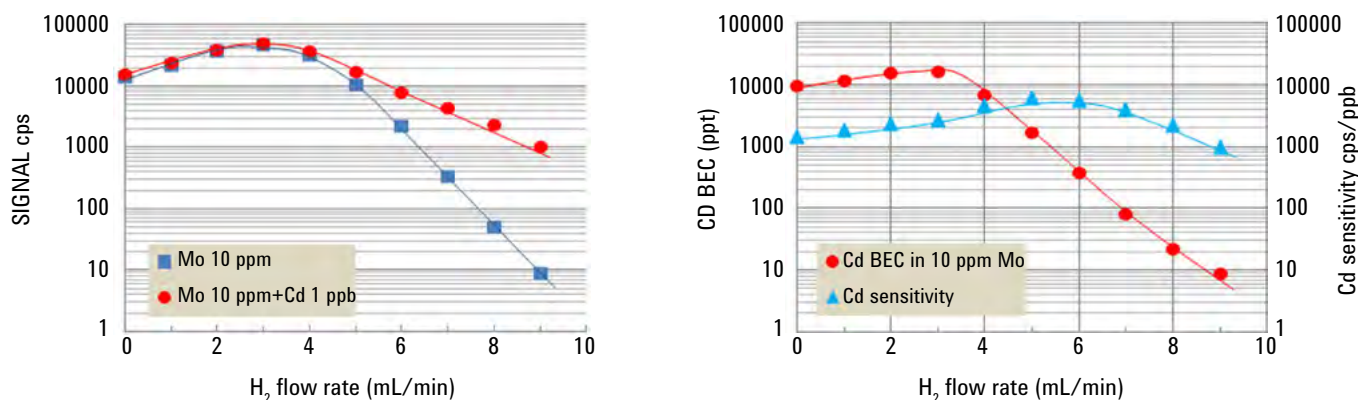 SIGNAL cps
100000
10000
1000
100
10
1
Mo 10 ppm
Mo 10 ppm+Cd 1 ppb
0 2 4 6 8 10
H₂ flow rate (mL/min)
CD BEC (ppt)
100000
10000
1000
100
10
1
Cd BEC in 10 ppm Mo
Cd sensitivity
0 2 4 6 8 10
H₂ flow rate (mL/min)
100000
10000
1000
100
10
1
Cd sensitivity cps/ppb